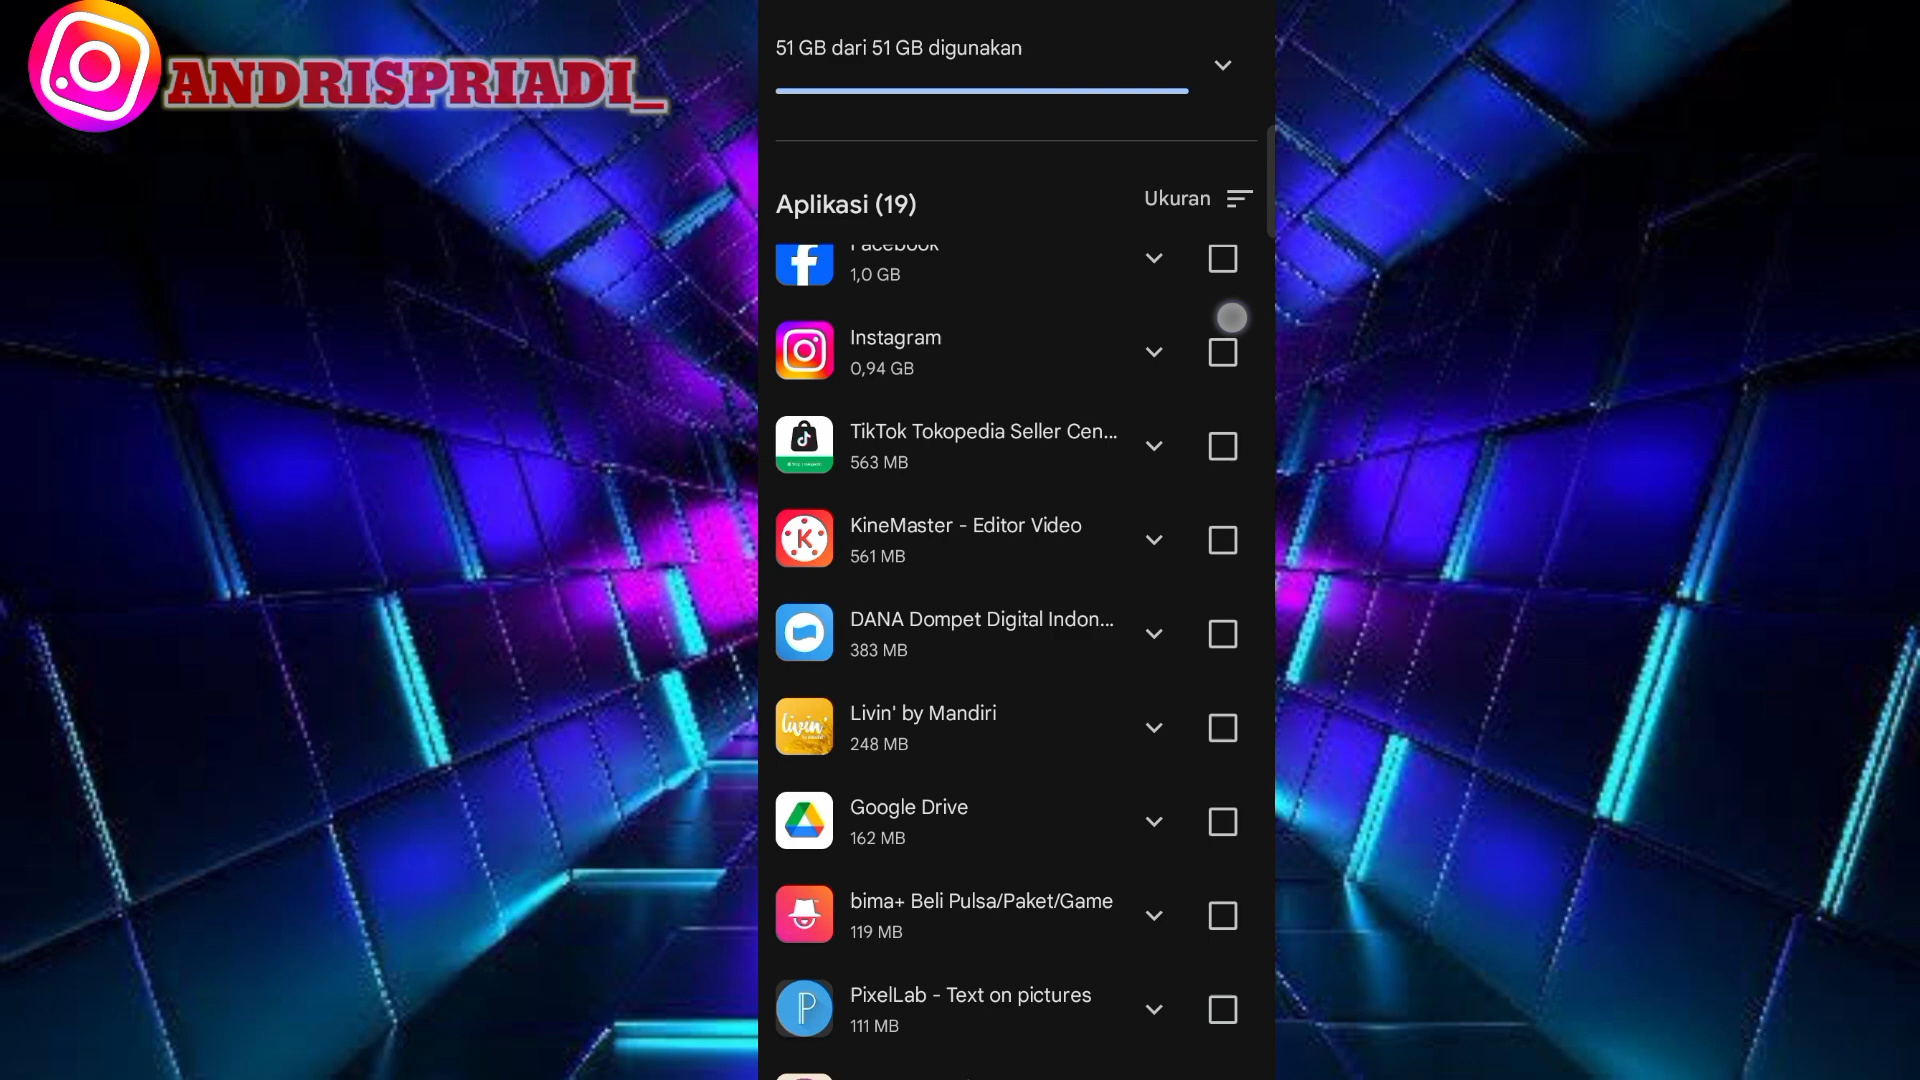 ANDRISPRIADI_
51 GB dari 51 GB digunakan
Aplikasi (19)
Ukuran
Facebook
1,0 GB
Instagram
0,94 GB
TikTok Tokopedia Seller Cen...
563 MB
KineMaster - Editor Video
561 MB
DANA Dompet Digital Indon...
383 MB
livin'
Livin' by Mandiri
248 MB
Google Drive
162 MB
bima+ Beli Pulsa/Paket/Game
119 MB
PixelLab - Text on pictures
111 MB